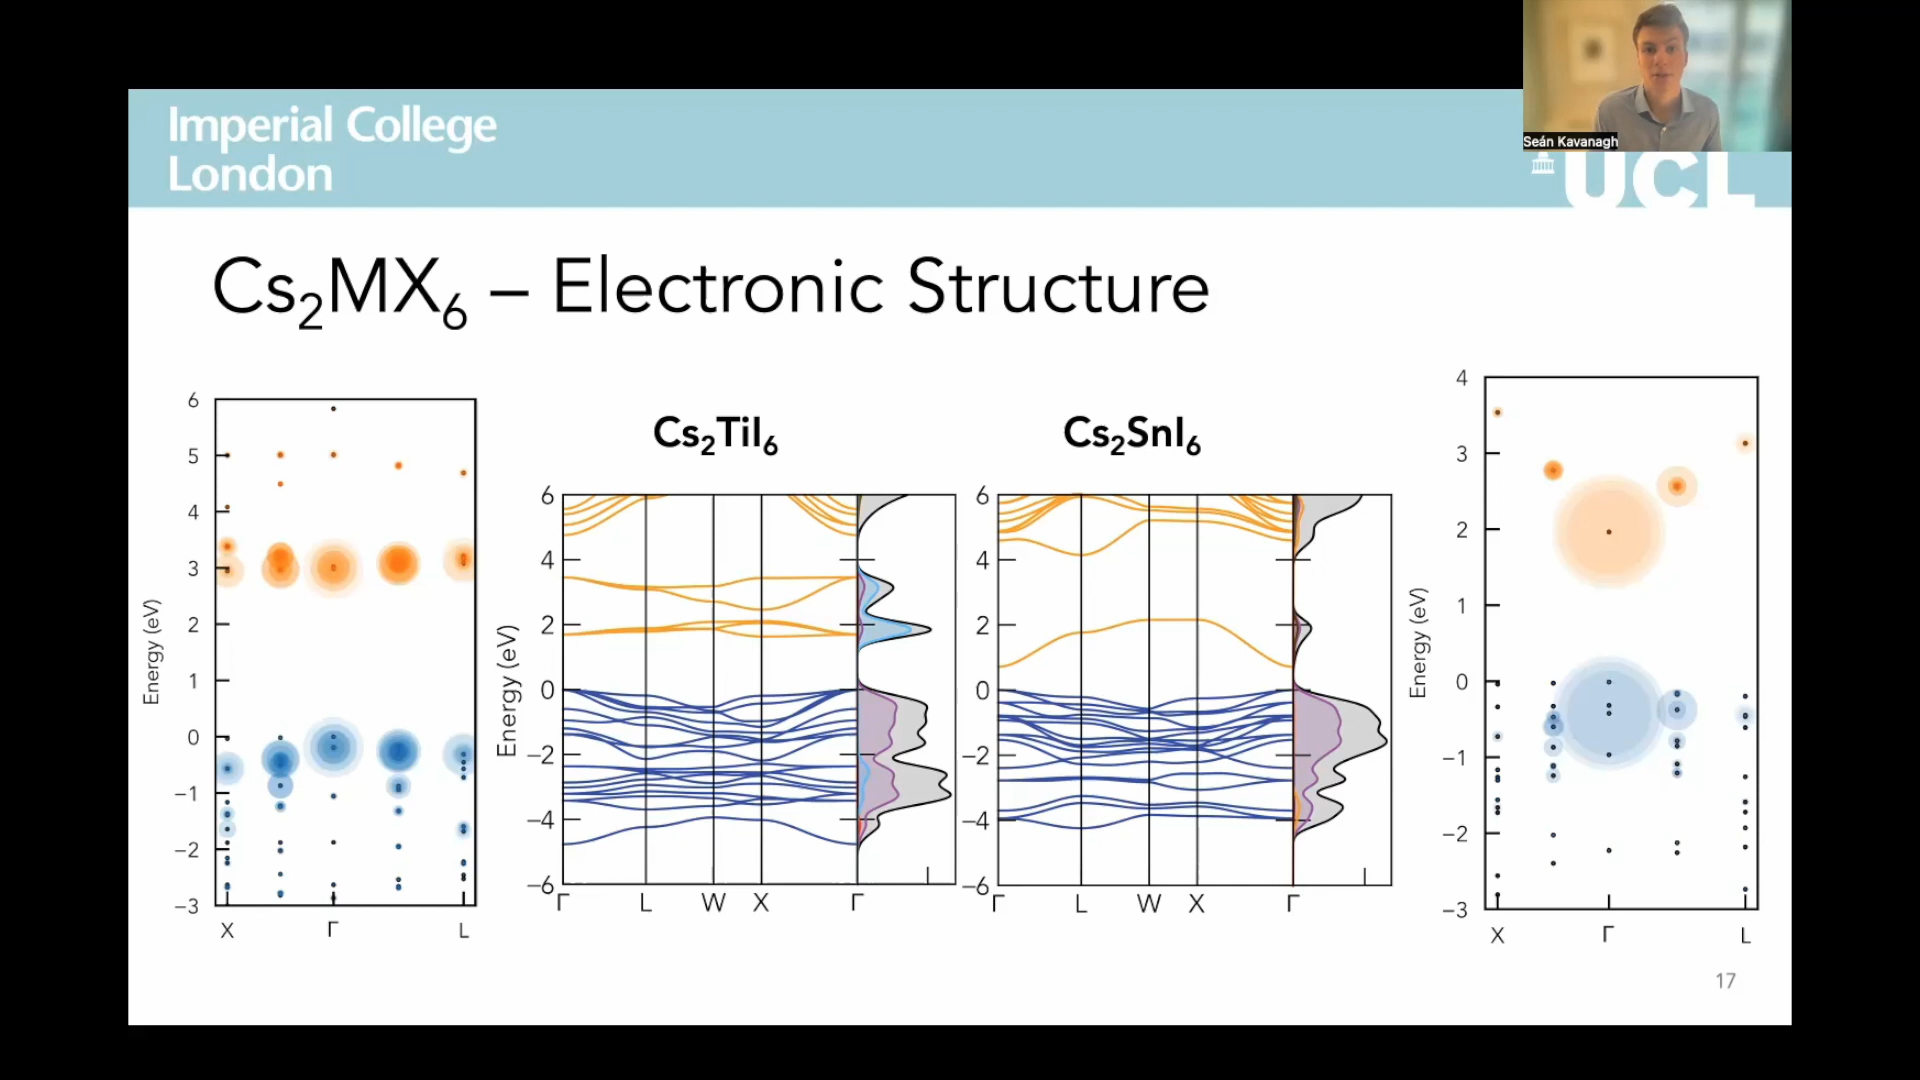 Seán Kavanagh
Imperial College
London
UCL
Cs₂MX₆ – Electronic Structure
Cs₂TiI₆
Cs₂SnI₆
6
5
4
3
2
1
0
−1
−2
−3
Energy (eV)
X
Γ
L
6
4
2
0
−2
−4
−6
Energy (eV)
Γ
L
W
X
Γ
6
4
2
0
−2
−4
−6
Γ
L
W
X
Γ
4
3
2
1
0
−1
−2
−3
Energy (eV)
X
Γ
L
17